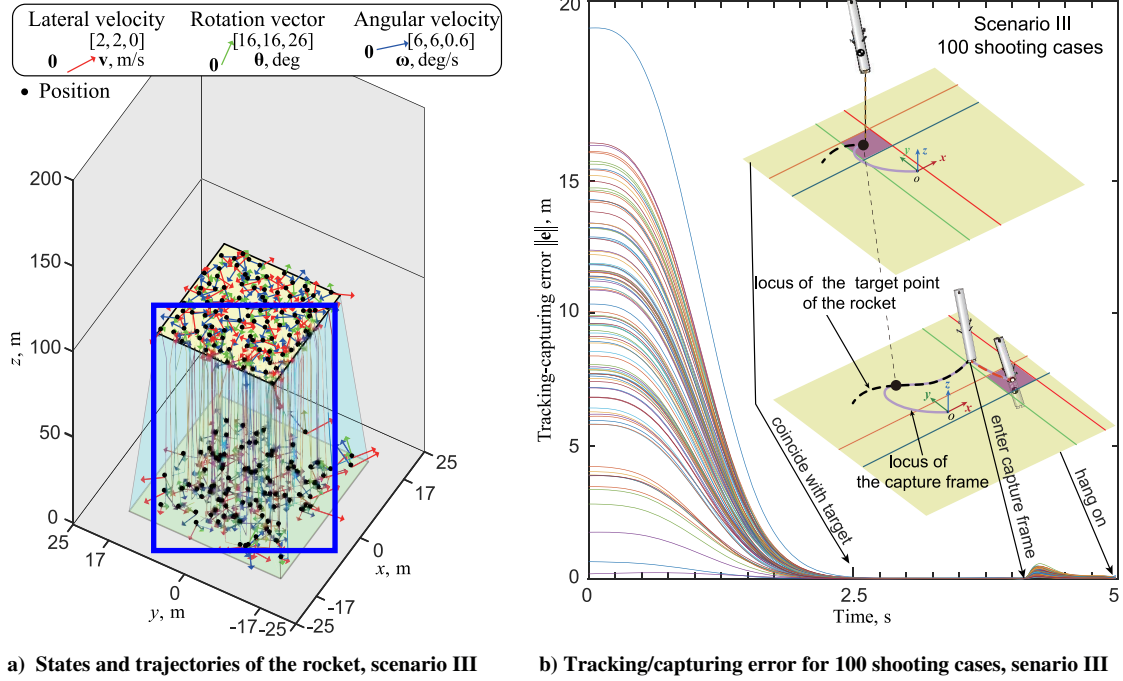 Lateral velocity Rotation vector Angular velocity
[2,2,0] [16,16,26] [6,6,0.6]
0 v, m/s 0 θ, deg 0 ω, deg/s
Position
200
150
100
50
0
z, m
25
17
0
-17
-25
y, m
25
17
0
-17
-25
x, m
a) States and trajectories of the rocket, scenario III
20
15
10
5
0
Tracking-capturing error ||e||, m
Scenario III
100 shooting cases
y z x
o
locus of the target point
of the rocket
y z x
o
locus of
the capture frame
coincide with target
enter capture frame
hang on
0 2.5 5
Time, s
b) Tracking/capturing error for 100 shooting cases, senario III